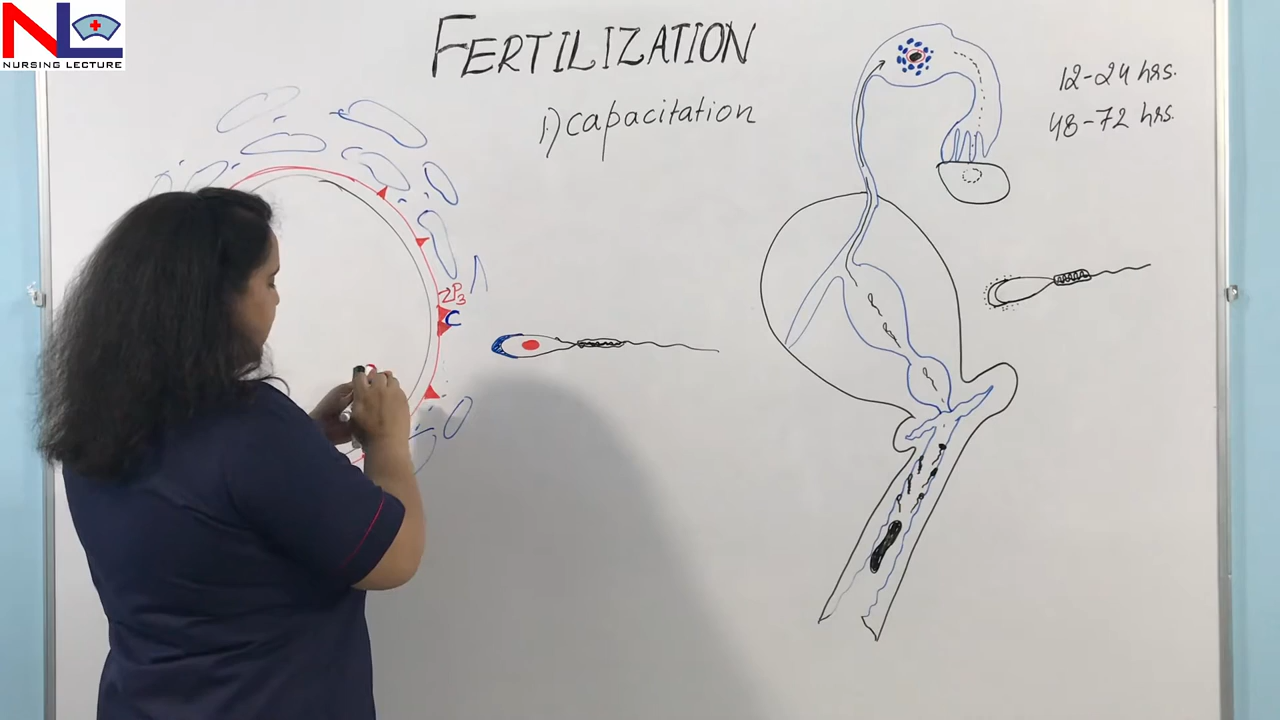 NL
NURSING LECTURE
FERTILIZATION
1) capacitation
12-24 hrs.
48-72 hrs.
ZP3
C